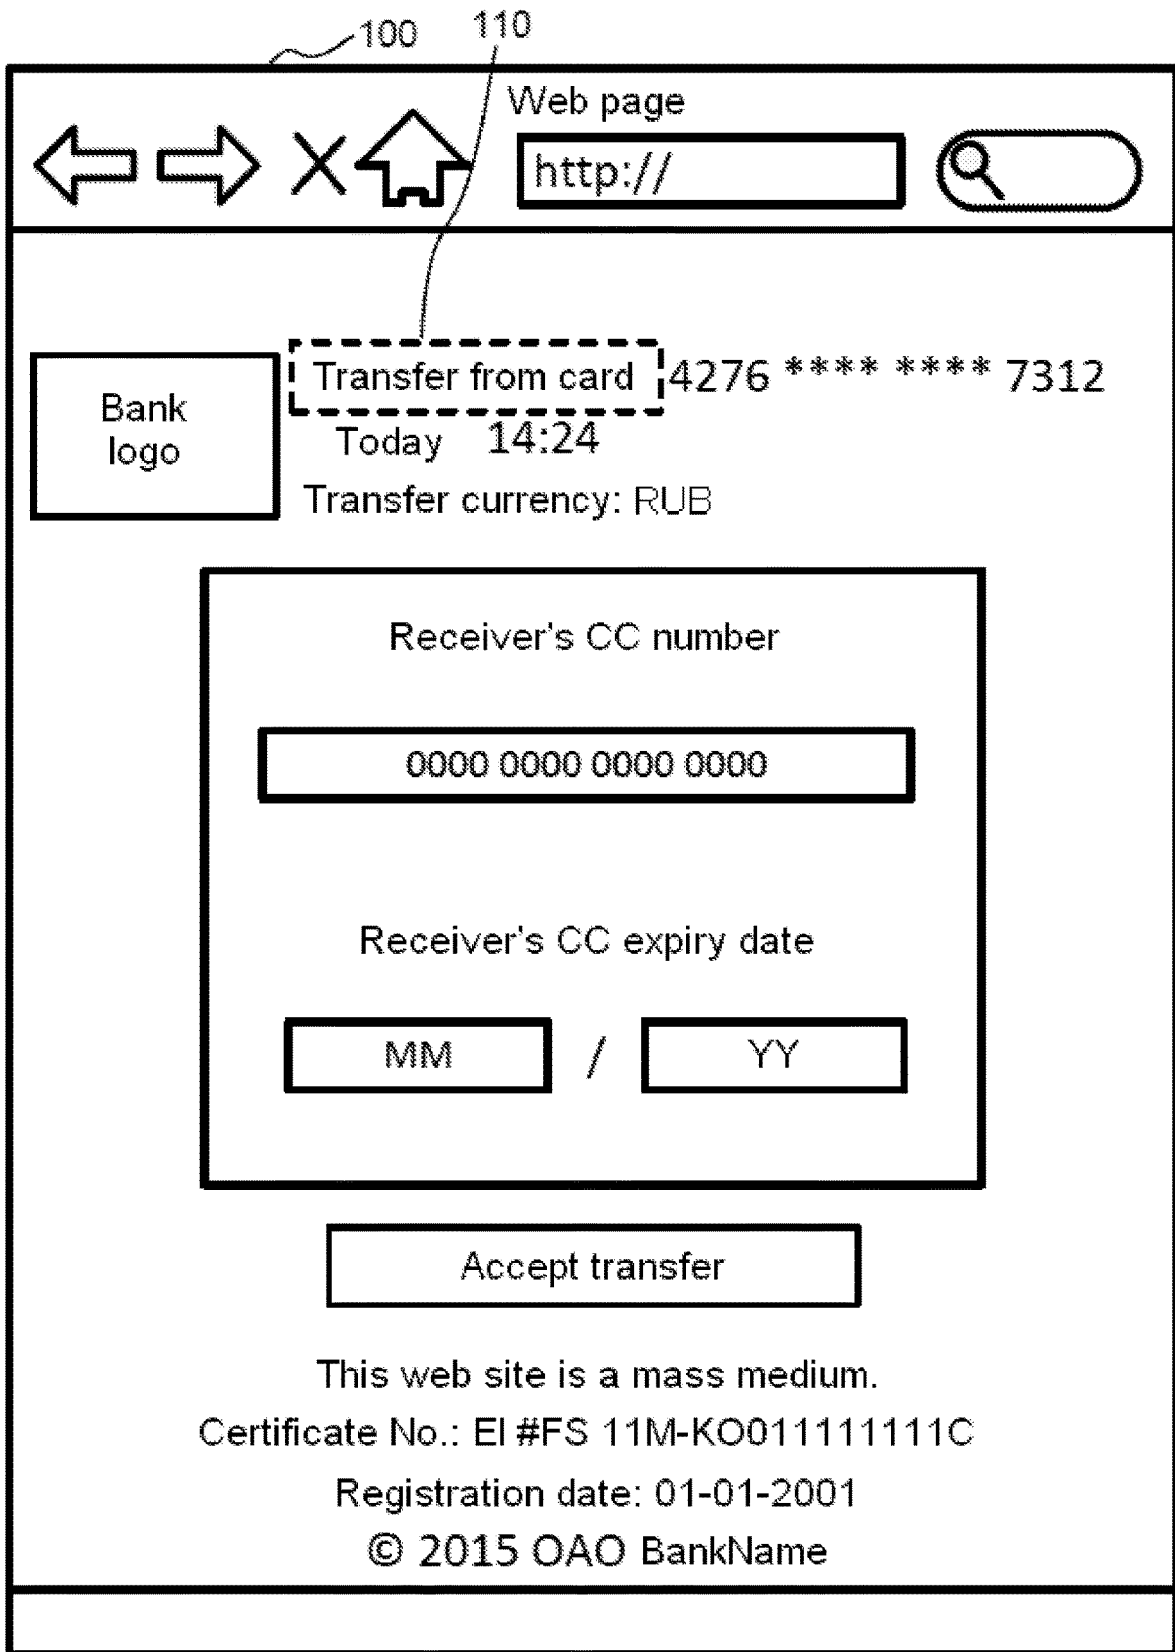 100
110
Web page
http://
Bank
logo
Transfer from card 4276 **** **** 7312
Today 14:24
Transfer currency: RUB
Receiver's CC number
0000 0000 0000 0000
Receiver's CC expiry date
MM / YY
Accept transfer
This web site is a mass medium.
Certificate No.: EI #FS 11M-KO011111111C
Registration date: 01-01-2001
© 2015 OAO BankName